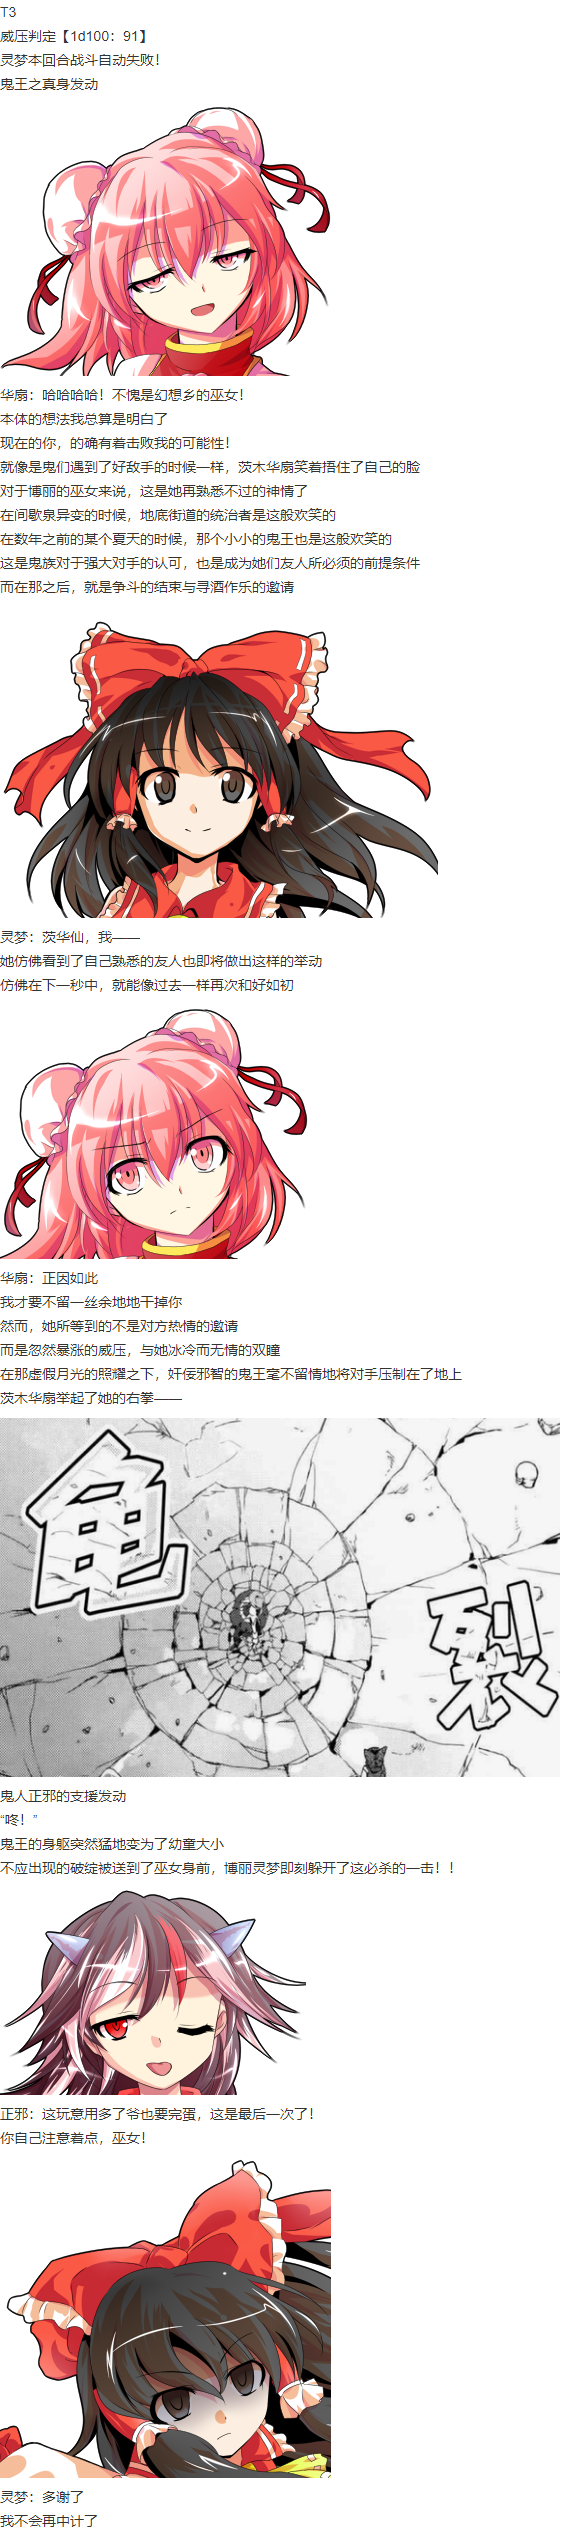 T3
威压判定【1d100：91】
灵梦本回合战斗自动失败！
鬼王之真身发动
华扇：哈哈哈哈！不愧是幻想乡的巫女！
本体的想法我总算是明白了
现在的你，的确有着击败我的可能性！
就像是鬼们遇到了好敌手的时候一样，茨木华扇笑着捂住了自己的脸
对于博丽的巫女来说，这是她再熟悉不过的神情了
在间歇泉异变的时候，地底街道的统治者是这般欢笑的
在数年之前的某个夏天的时候，那个小小的鬼王也是这般欢笑的
这是鬼族对于强大对手的认可，也是成为她们友人所必须的前提条件
而在那之后，就是争斗的结束与寻酒作乐的邀请
灵梦：茨华仙，我——
她仿佛看到了自己熟悉的友人也即将做出这样的举动
仿佛在下一秒中，就能像过去一样再次和好如初
华扇：正因如此
我才要不留一丝余地地干掉你
然而，她所等到的不是对方热情的邀请
而是忽然暴涨的威压，与她冰冷而无情的双瞳
在那虚假月光的照耀之下，奸佞邪智的鬼王毫不留情地将对手压制在了地上
茨木华扇举起了她的右拳——
龟
裂
鬼人正邪的支援发动
“咚！”
鬼王的身躯突然猛地变为了幼童大小
不应出现的破绽被送到了巫女身前，博丽灵梦即刻躲开了这必杀的一击！！
正邪：这玩意用多了爷也要完蛋，这是最后一次了！
你自己注意着点，巫女！
灵梦：多谢了
我不会再中计了